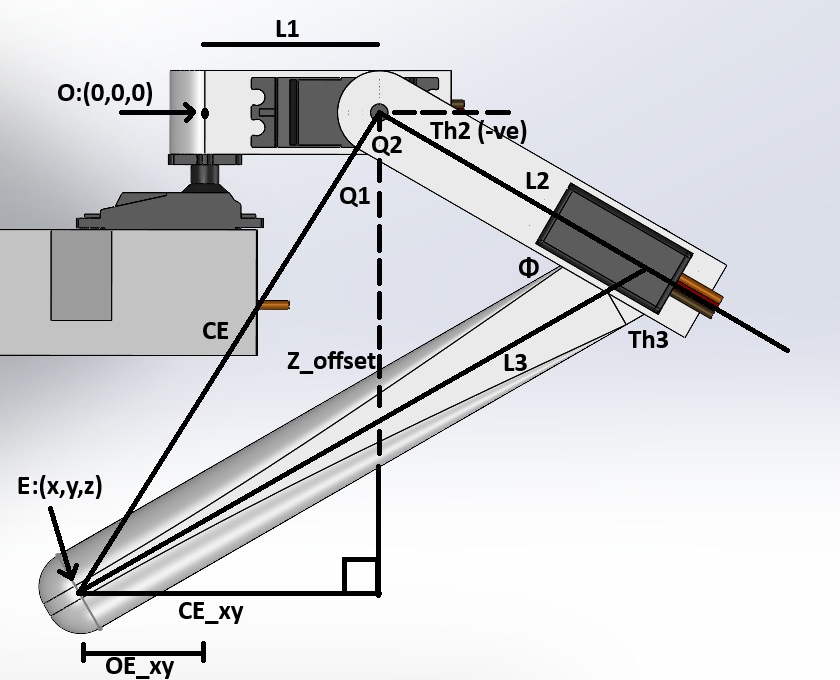 L1
O:(0,0,0)
Th2 (-ve)
Q2
L2
Q1
Φ
CE
Th3
Z_offset
L3
E:(x,y,z)
CE_xy
OE_xy